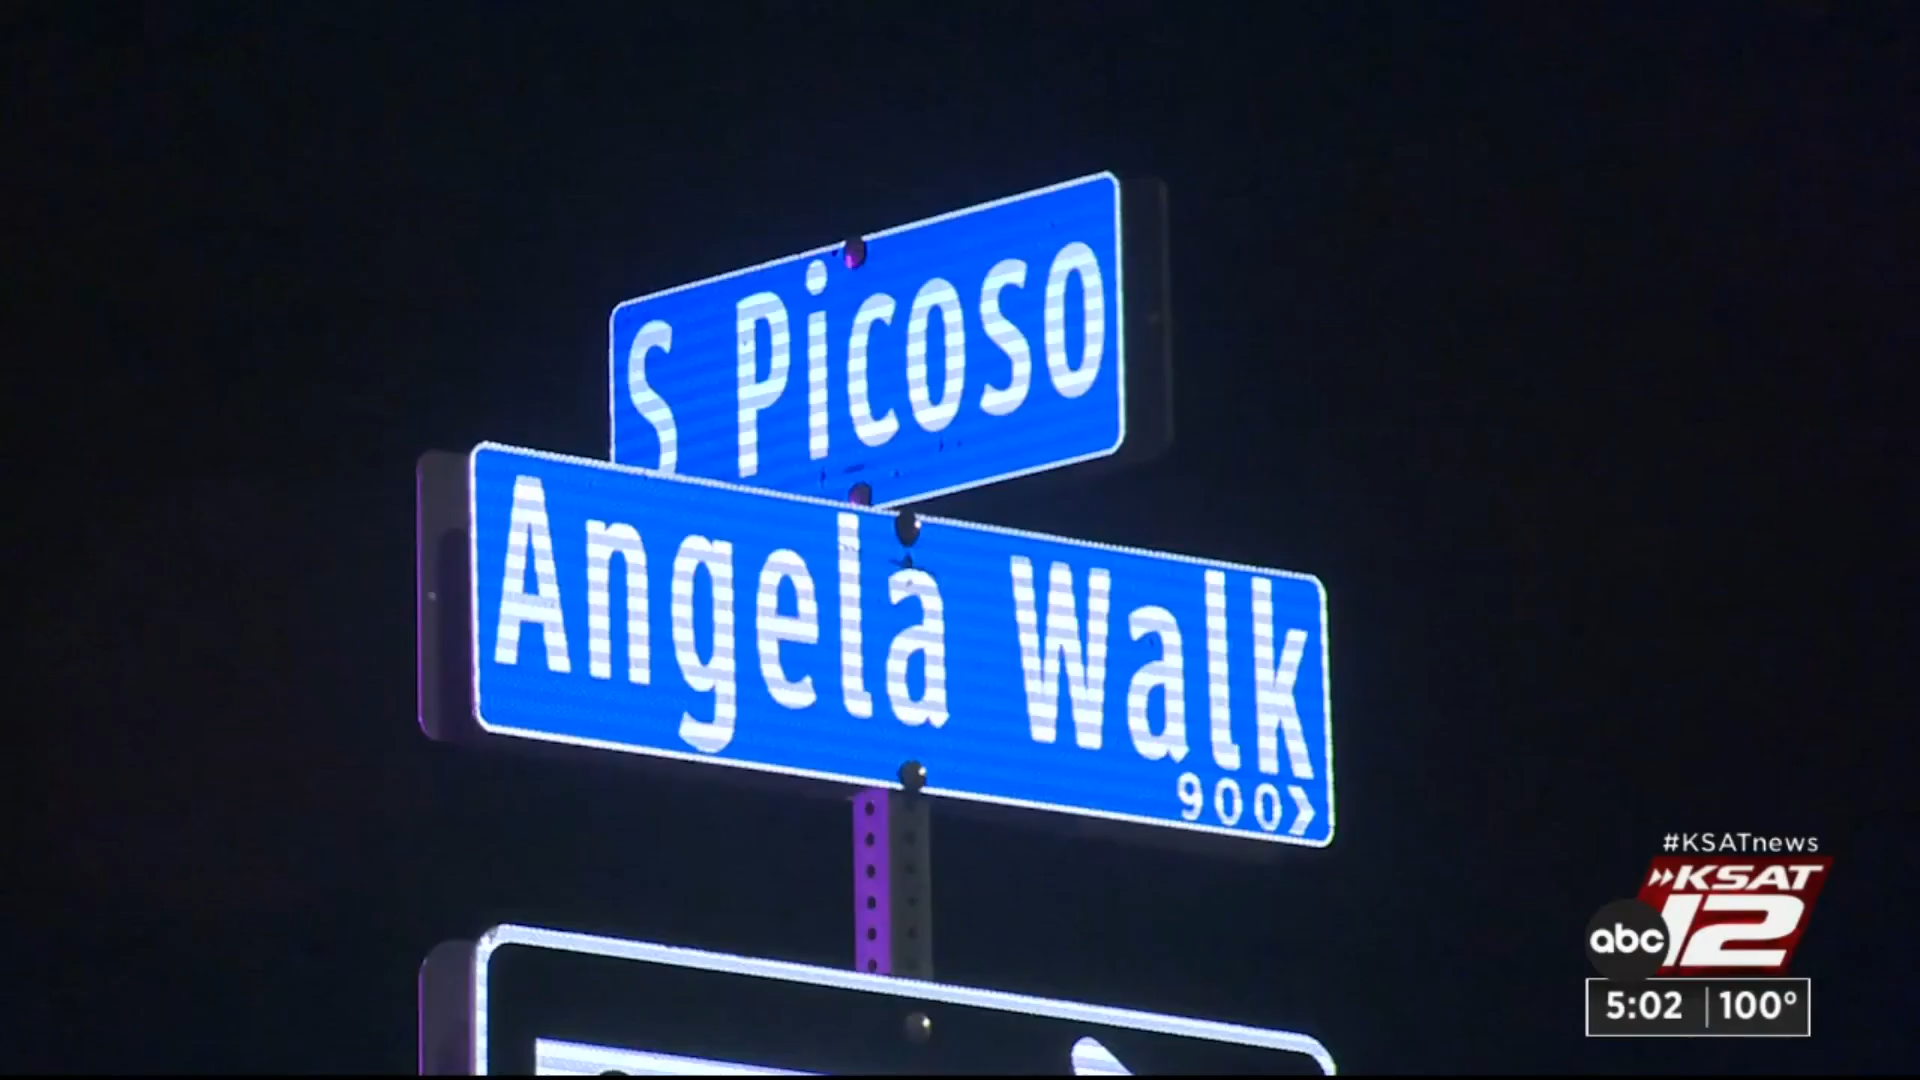 S Picoso
Angela Walk
900
#KSATnews
KSAT
abc 12
5:02 100°